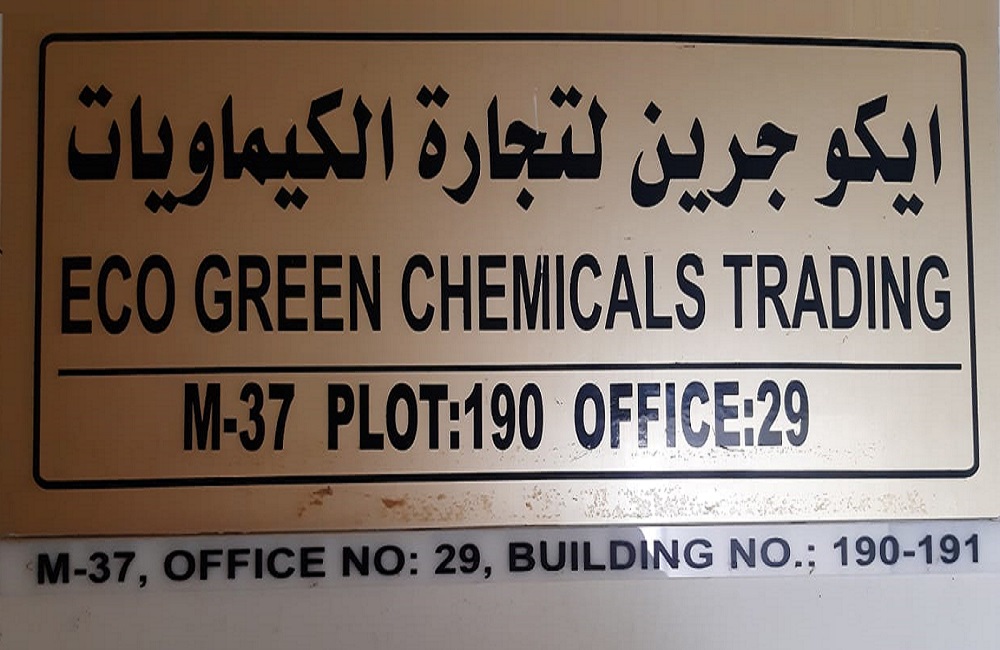 ايكو جرين لتجارة الكيماويات
ECO GREEN CHEMICALS TRADING
M-37 PLOT:190 OFFICE:29
M-37, OFFICE NO: 29, BUILDING NO.; 190-191